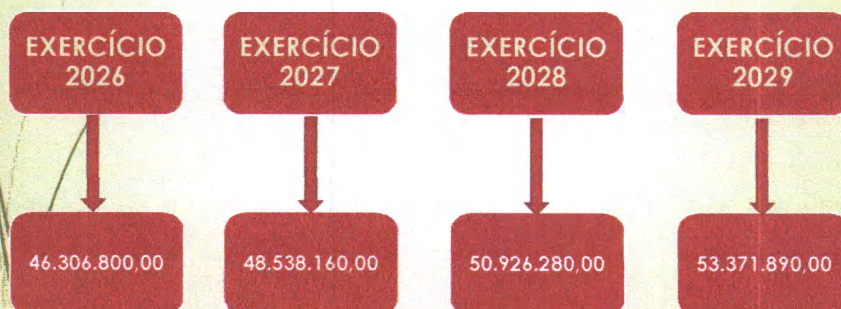 EXERCÍCIO
2026
EXERCÍCIO
2027
EXERCÍCIO
2028
EXERCÍCIO
2029
46.306.800,00
48.538.160,00
50.926.280,00
53.371.890,00